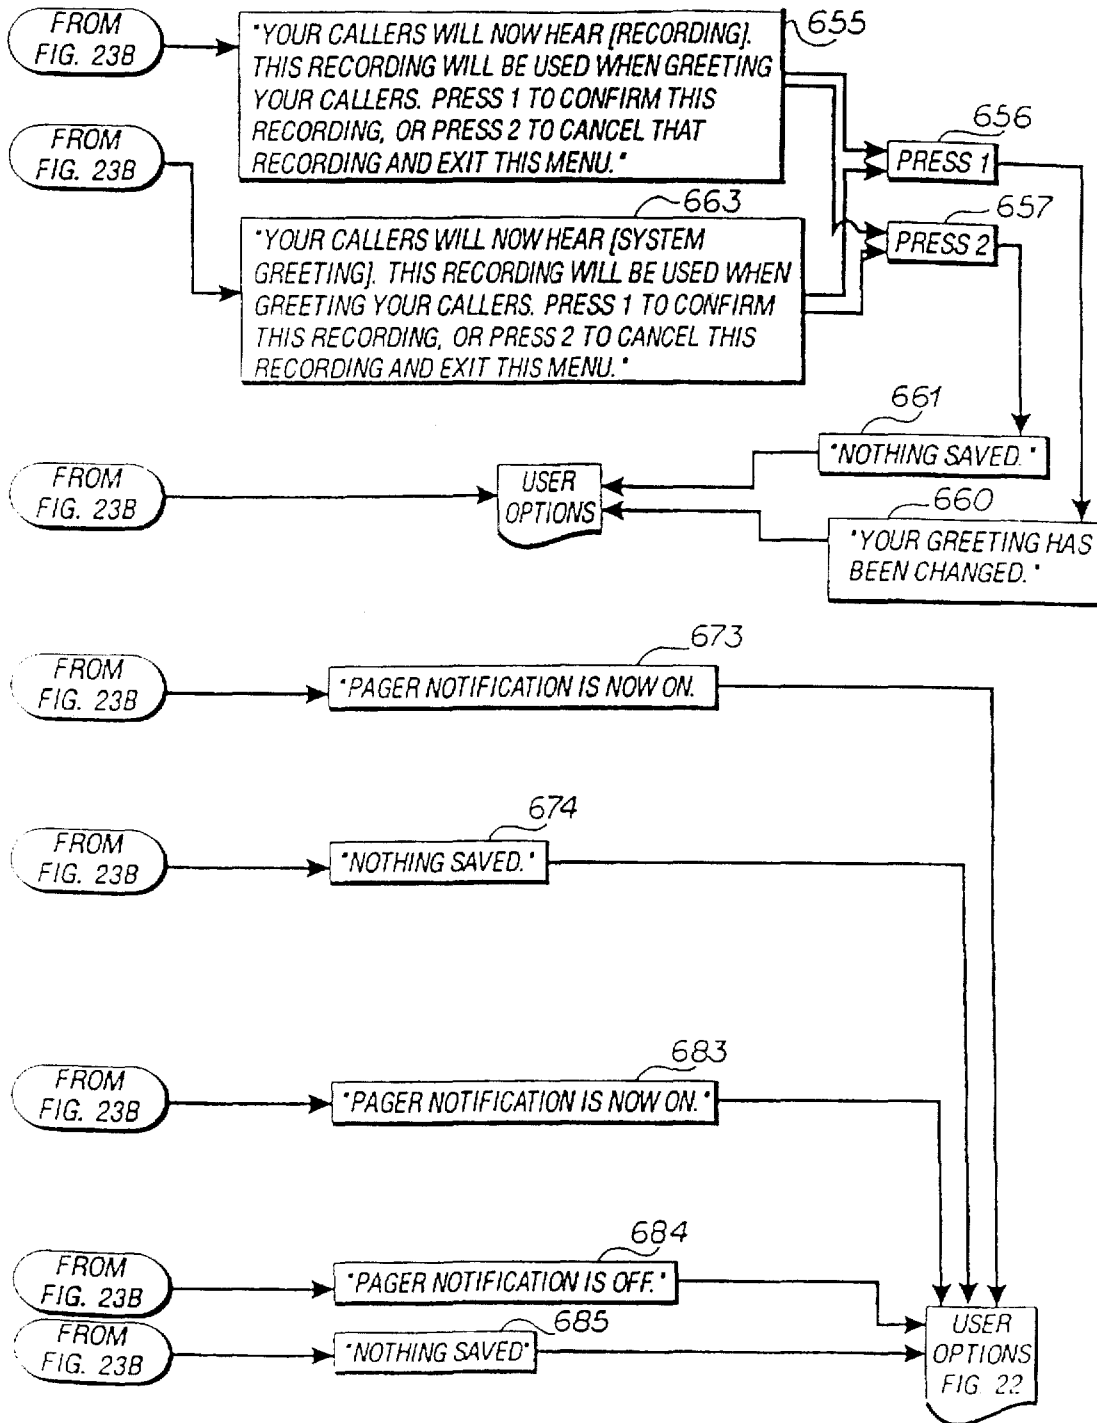 FROM
FIG. 23B
"YOUR CALLERS WILL NOW HEAR [RECORDING].
THIS RECORDING WILL BE USED WHEN GREETING
YOUR CALLERS. PRESS 1 TO CONFIRM THIS
RECORDING, OR PRESS 2 TO CANCEL THAT
RECORDING AND EXIT THIS MENU."
655
FROM
FIG. 23B
656
PRESS 1
663
"YOUR CALLERS WILL NOW HEAR [SYSTEM
GREETING]. THIS RECORDING WILL BE USED WHEN
GREETING YOUR CALLERS. PRESS 1 TO CONFIRM
THIS RECORDING, OR PRESS 2 TO CANCEL THIS
RECORDING AND EXIT THIS MENU."
657
PRESS 2
661
"NOTHING SAVED."
FROM
FIG. 23B
USER
OPTIONS
660
"YOUR GREETING HAS
BEEN CHANGED."
FROM
FIG. 23B
673
"PAGER NOTIFICATION IS NOW ON.
FROM
FIG. 23B
674
"NOTHING SAVED."
FROM
FIG. 23B
683
"PAGER NOTIFICATION IS NOW ON."
FROM
FIG. 23B
684
"PAGER NOTIFICATION IS OFF."
FROM
FIG. 23B
685
"NOTHING SAVED"
USER
OPTIONS
FIG. 22